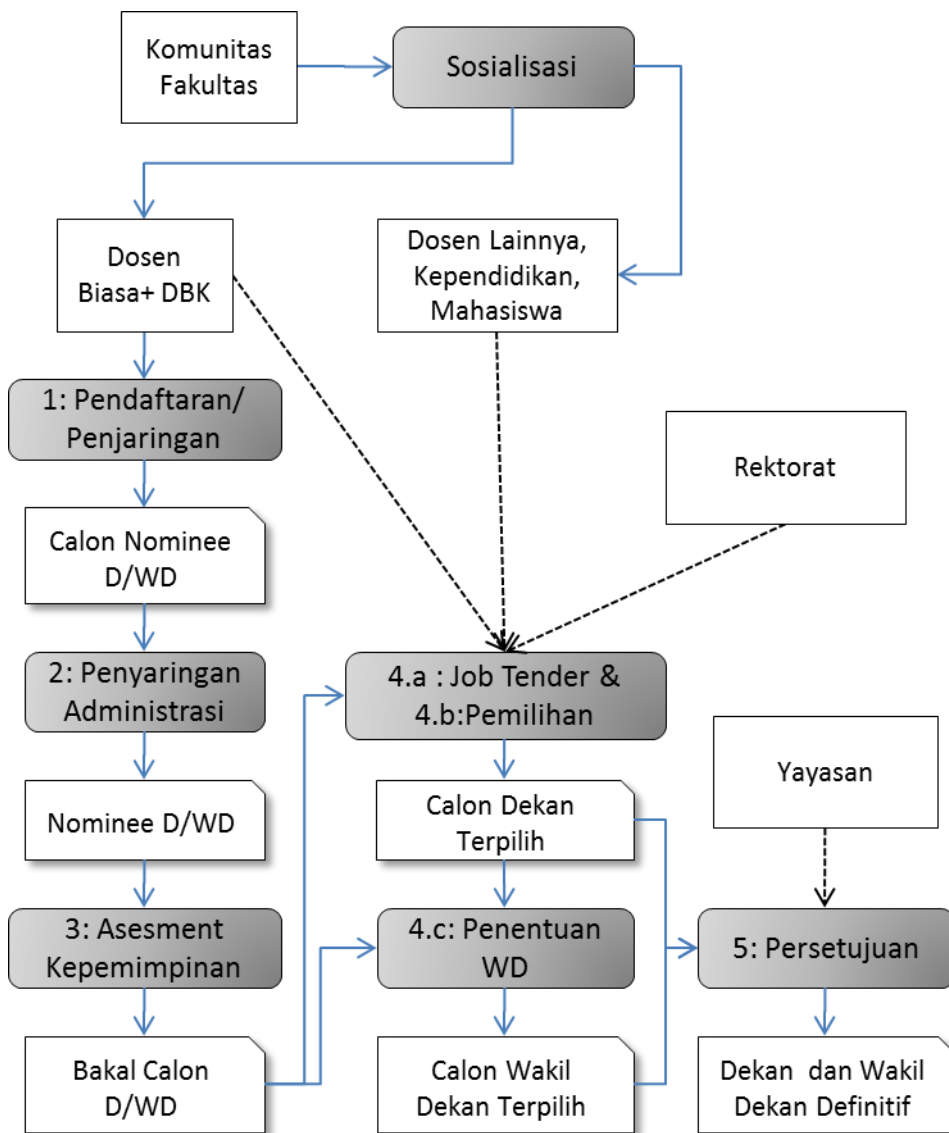 Komunitas
Fakultas
Sosialisasi
Dosen
Biasa+ DBK
Dosen Lainnya,
Kependidikan,
Mahasiswa
1: Pendaftaran/
Penjaringan
Rektorat
Calon Nominee
D/WD
2: Penyaringan
Administrasi
4.a : Job Tender &
4.b:Pemilihan
Yayasan
Nominee D/WD
Calon Dekan
Terpilih
3: Asesment
Kepemimpinan
4.c: Penentuan
WD
5: Persetujuan
Bakal Calon
D/WD
Calon Wakil
Dekan Terpilih
Dekan dan Wakil
Dekan Definitif